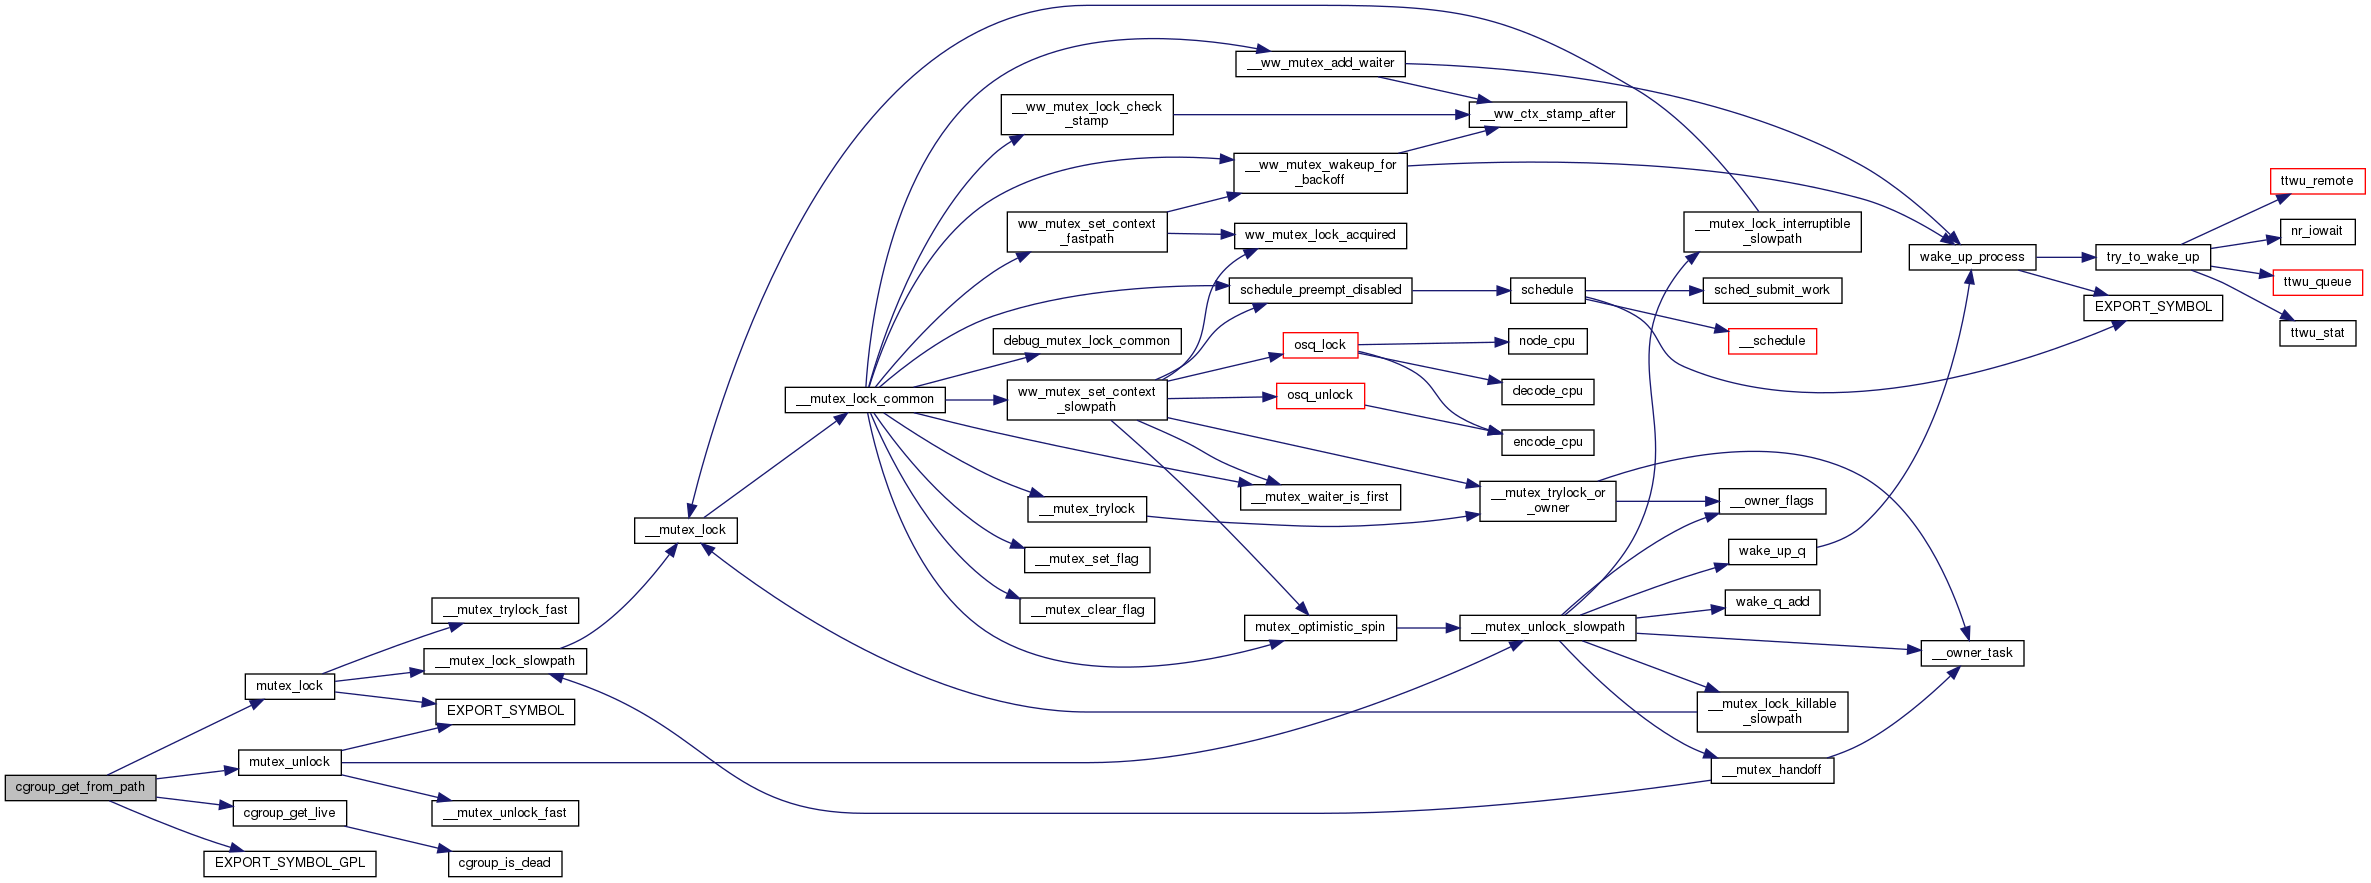 __ww_mutex_add_waiter
__ww_mutex_lock_check
_stamp
__ww_ctx_stamp_after
__ww_mutex_wakeup_for
_backoff
ttwu_remote
ww_mutex_set_context
_fastpath
ww_mutex_lock_acquired
__mutex_lock_interruptible
_slowpath
nr_iowait
wake_up_process
try_to_wake_up
ttwu_queue
schedule_preempt_disabled
schedule
sched_submit_work
EXPORT_SYMBOL
ttwu_stat
debug_mutex_lock_common
osq_lock
node_cpu
__schedule
__mutex_lock_common
ww_mutex_set_context
_slowpath
osq_unlock
decode_cpu
encode_cpu
__mutex_waiter_is_first
__mutex_trylock
__mutex_trylock_or
_owner
__owner_flags
__mutex_lock
__mutex_set_flag
wake_up_q
__mutex_trylock_fast
__mutex_clear_flag
wake_q_add
mutex_optimistic_spin
__mutex_unlock_slowpath
__owner_task
__mutex_lock_slowpath
mutex_lock
EXPORT_SYMBOL
__mutex_lock_killable
_slowpath
mutex_unlock
__mutex_handoff
cgroup_get_from_path
cgroup_get_live
__mutex_unlock_fast
EXPORT_SYMBOL_GPL
cgroup_is_dead